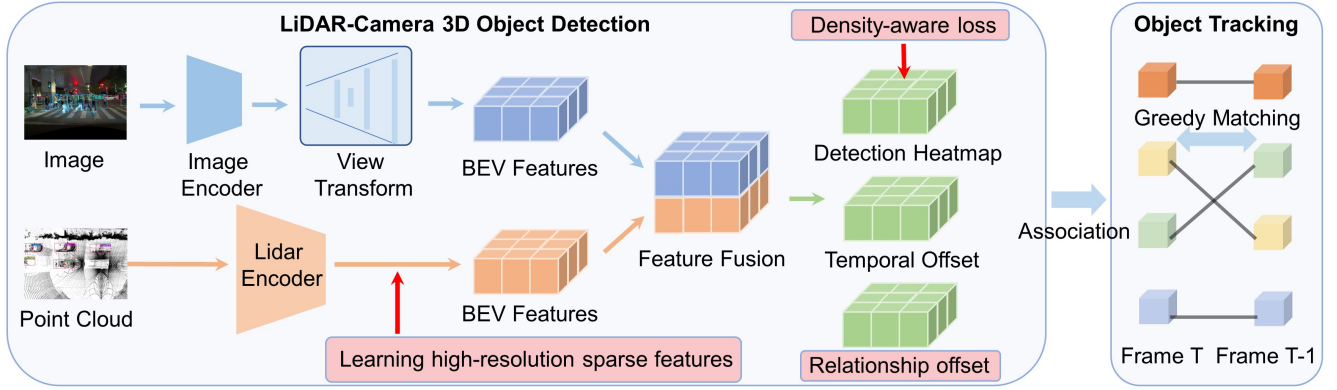 LiDAR-Camera 3D Object Detection
Density-aware loss
Object Tracking
Image
Image
Encoder
View
Transform
BEV Features
Detection Heatmap
Greedy Matching
Lidar
Encoder
Feature Fusion
Temporal Offset
Association
Point Cloud
BEV Features
Learning high-resolution sparse features
Relationship offset
Frame T
Frame T-1